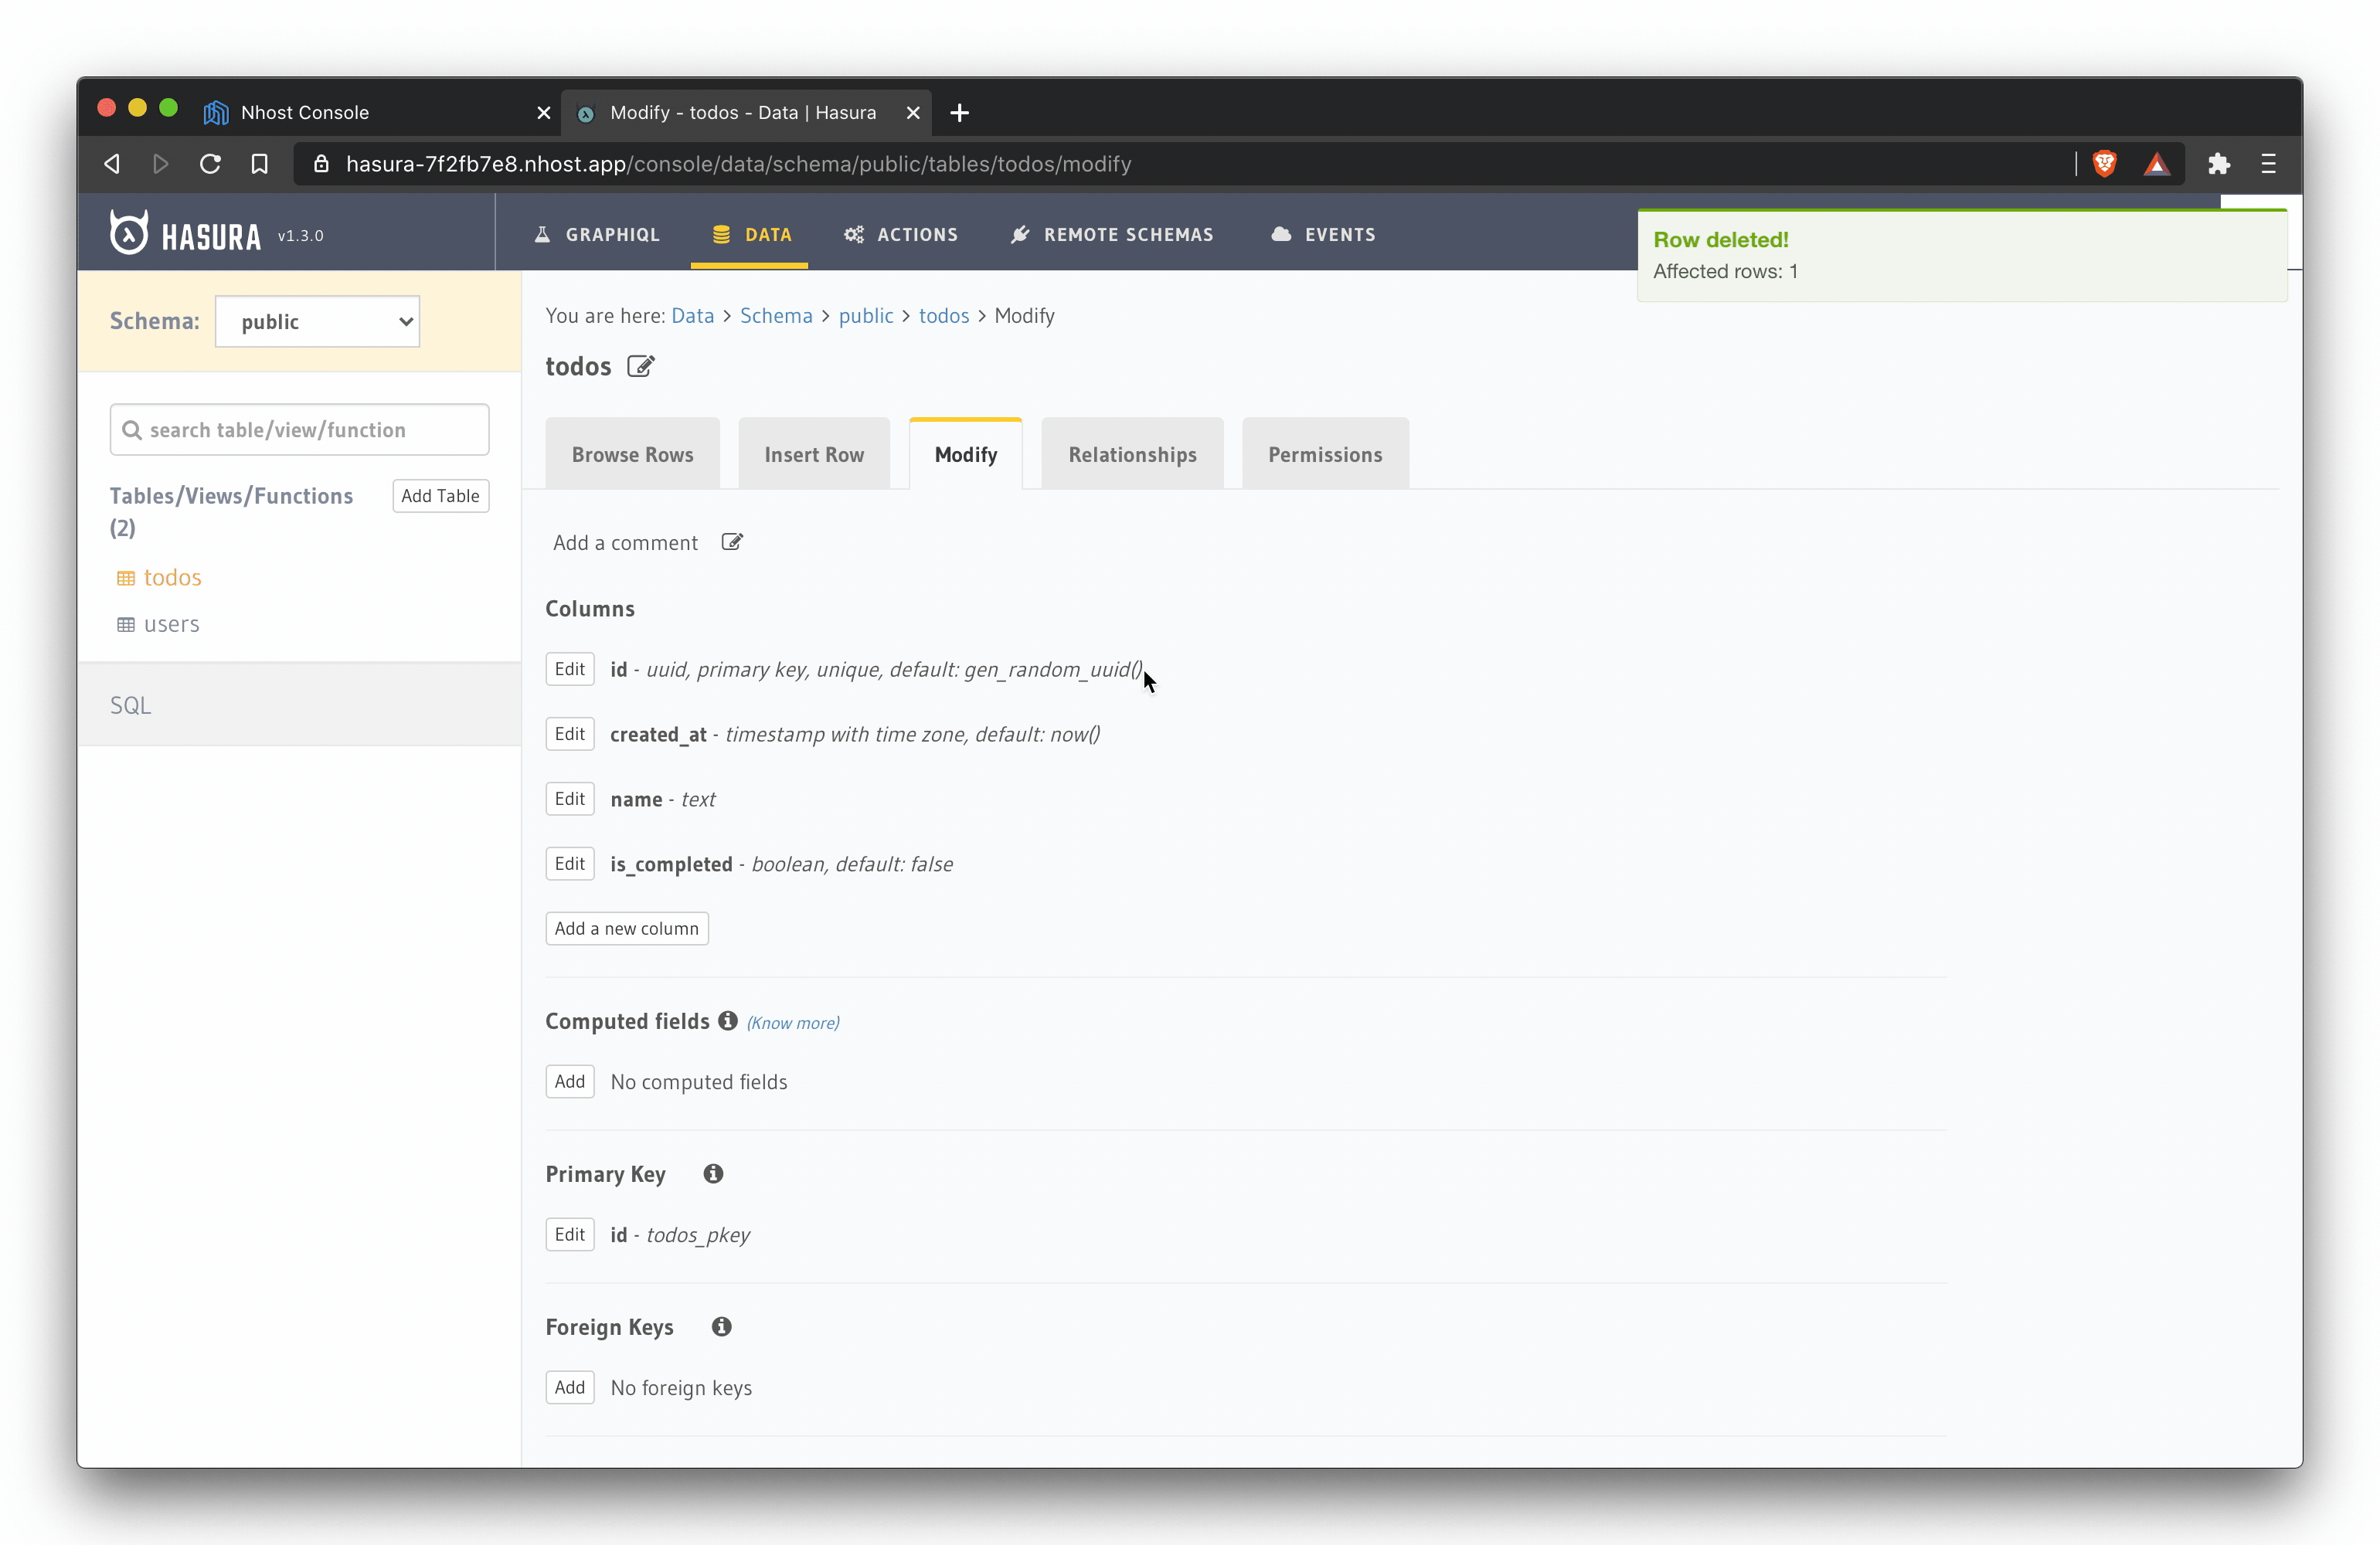 Nhost Console
Modify - todos - Data | Hasura
hasura-7f2fb7e8.nhost.app/console/data/schema/public/tables/todos/modify
HASURA v1.3.0
GRAPHIQL
DATA
ACTIONS
REMOTE SCHEMAS
EVENTS
Row deleted!
Affected rows: 1
Schema: public
search table/view/function
Tables/Views/Functions
(2)
Add Table
todos
users
SQL
You are here: Data > Schema > public > todos > Modify
todos
Browse Rows
Insert Row
Modify
Relationships
Permissions
Add a comment
Columns
Edit id - uuid, primary key, unique, default: gen_random_uuid()
Edit created_at - timestamp with time zone, default: now()
Edit name - text
Edit is_completed - boolean, default: false
Add a new column
Computed fields (Know more)
Add No computed fields
Primary Key
Edit id - todos_pkey
Foreign Keys
Add No foreign keys